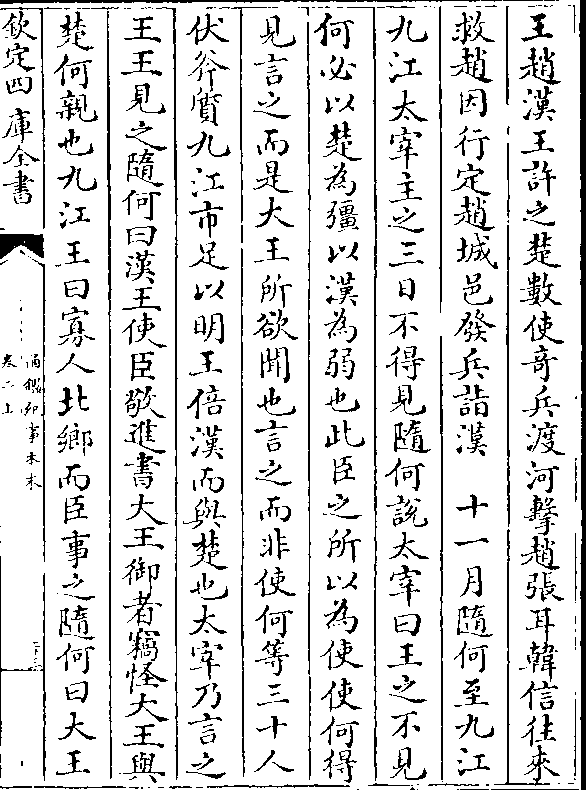 王趙漢王許之楚數使奇兵渡河擊趙張耳韓信往來
救趙因行定趙城邑發兵詣漢　十一月隨何至九江
九江太宰主之三日不得見隨何說太宰曰王之不見
何必以楚為彊以漢為弱也此臣之所以為使使何得
見言之而是大王所欲聞也言之而非使何等三十人
伏斧質九江市足以明王倍漢而與楚也太宰乃言之
王王見之隨何曰漢王使臣敬進書大王御者竊怪大王與
楚何親也九江王曰寡人北鄉而臣事之隨何曰大王
欽定四庫全書
通鑑紀事本末
卷二上